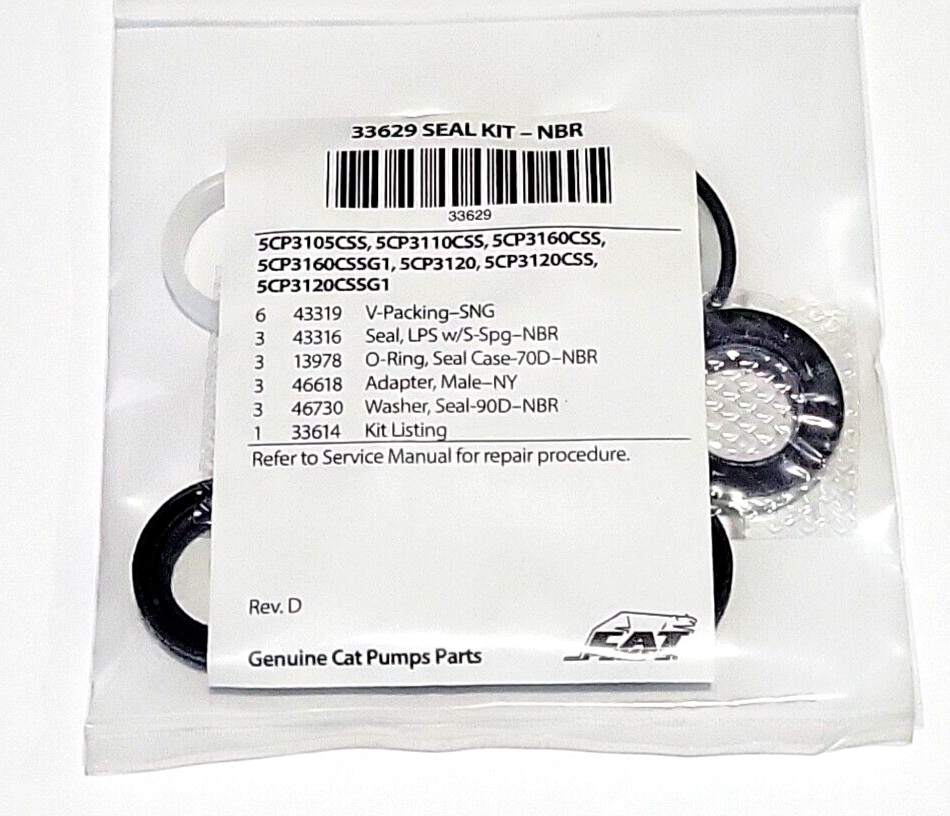 33629 SEAL KIT – NBR
33629
5CP3105CSS, 5CP3110CSS, 5CP3160CSS,
5CP3160CSSG1, 5CP3120, 5CP3120CSS,
5CP3120CSSG1
6 43319 V-Packing–SNG
3 43316 Seal, LPS w/S-Spg–NBR
3 13978 O-Ring, Seal Case-70D–NBR
3 46618 Adapter, Male–NY
3 46730 Washer, Seal-90D–NBR
1 33614 Kit Listing
Refer to Service Manual for repair procedure.
Rev. D
CAT
Genuine Cat Pumps Parts